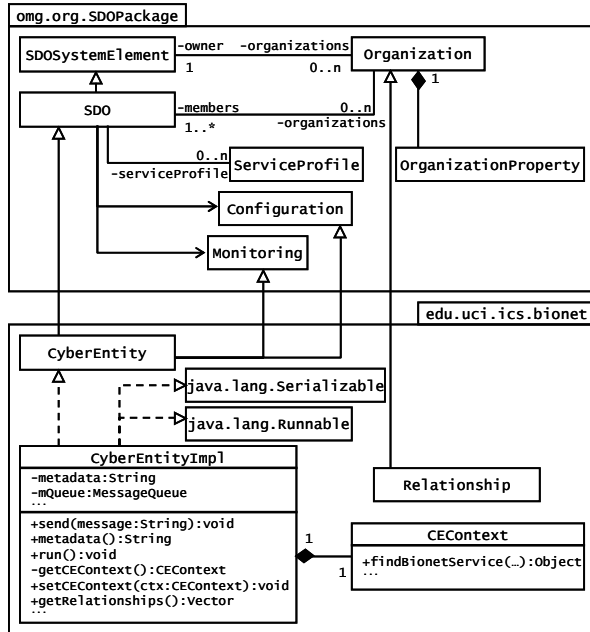 omg.org.SDOPackage
SDOSystemElement
-owner
-organizations
Organization
1
0..n
1
SDO
-members
0..n
1..*
-organizations
0..n
-serviceProfile
ServiceProfile
OrganizationProperty
Configuration
Monitoring
edu.uci.ics.bionet
CyberEntity
java.lang.Serializable
java.lang.Runnable
CyberEntityImpl
-metadata:String
-mQueue:MessageQueue
...
Relationship
+send(message:String):void
+metadata():String
+run():void
-getCEContext():CEContext
+setCEContext(ctx:CEContext):void
+getRelationships():Vector
...
1
1
CEContext
+findBionetService(…):Object
...